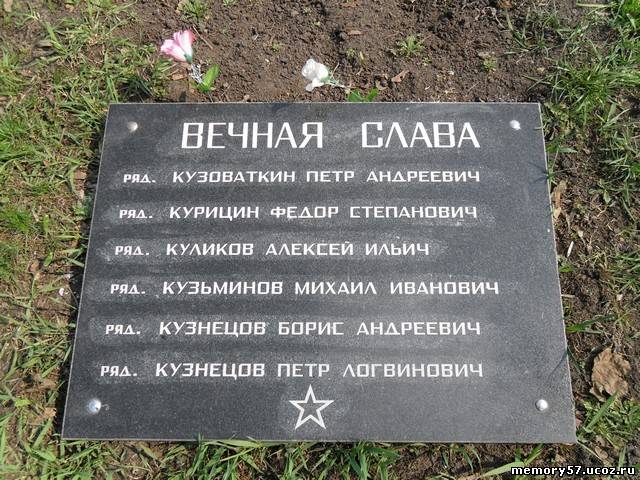 ВЕЧНАЯ СЛАВА
РЯД. КУЗОВАТКИН ПЕТР АНДРЕЕВИЧ
РЯД. КУРИЦИН ФЕДОР СТЕПАНОВИЧ
РЯД. КУЛИКОВ АЛЕКСЕЙ ИЛЬИЧ
РЯД. КУЗЬМИНОВ МИХАИЛ ИВАНОВИЧ
РЯД. КУЗНЕЦОВ БОРИС АНДРЕЕВИЧ
РЯД. КУЗНЕЦОВ ПЕТР ЛОГВИНОВИЧ
https://memory57.ucoz.ru